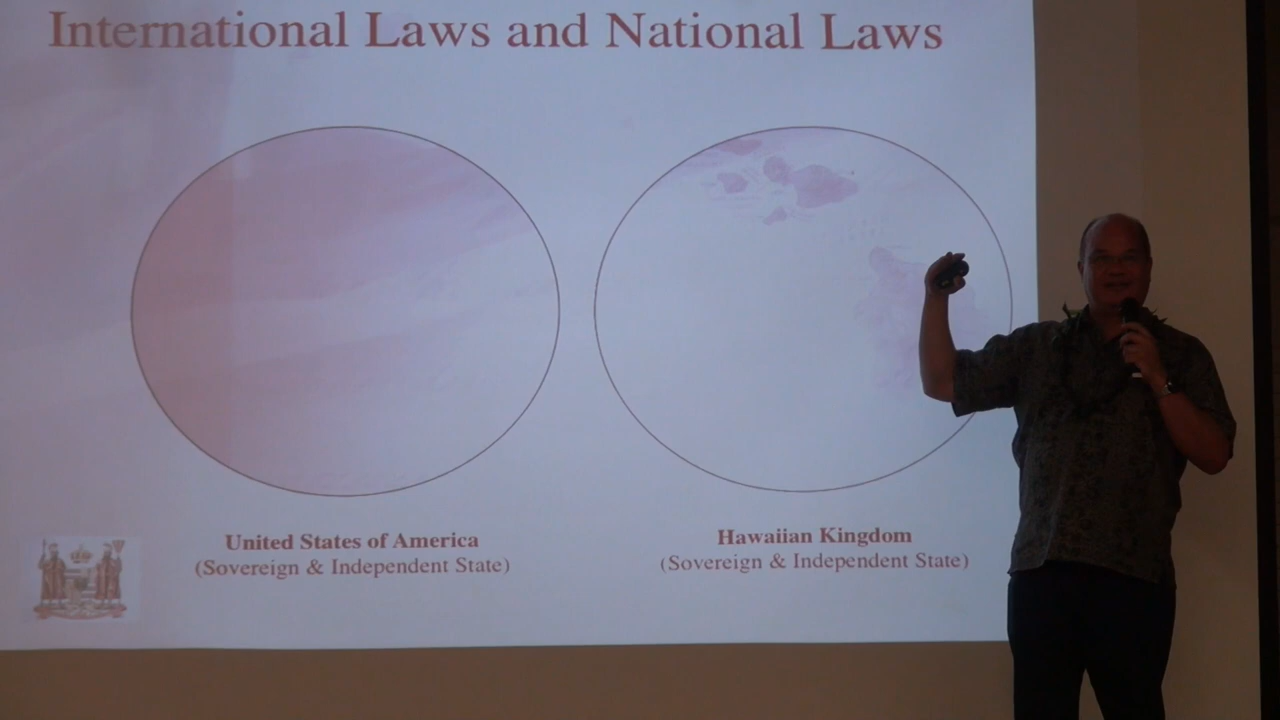 International Laws and National Laws
United States of America
(Sovereign & Independent State)
Hawaiian Kingdom
(Sovereign & Independent State)